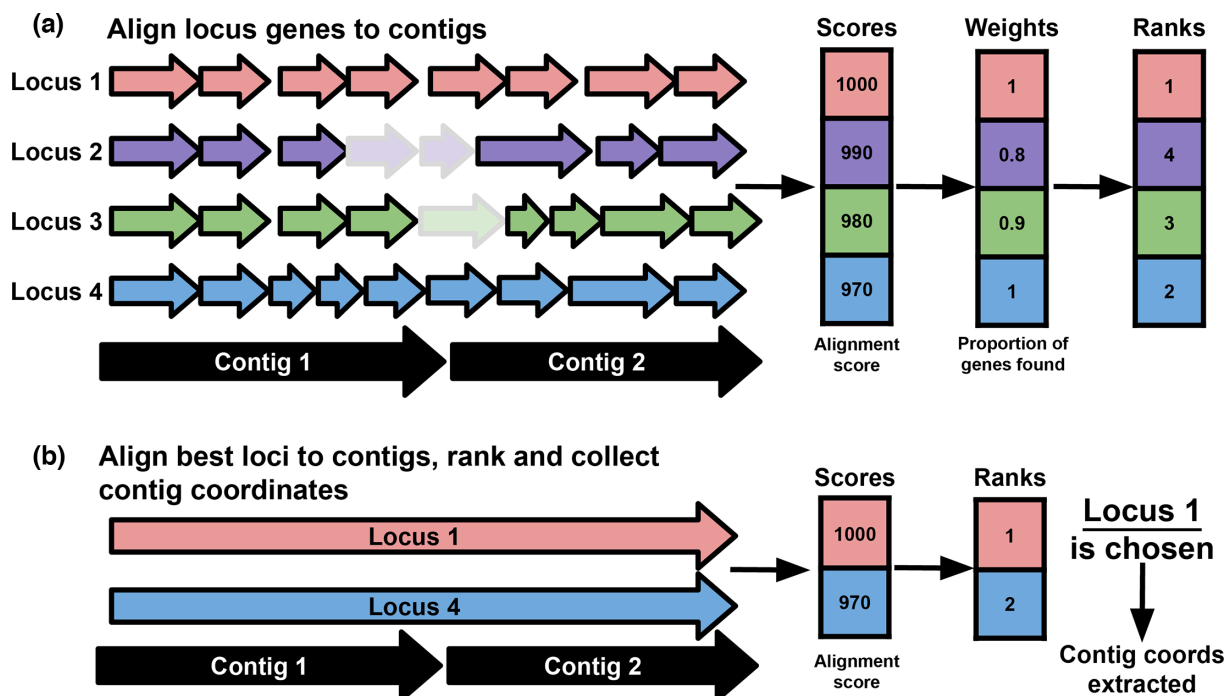 (a) Align locus genes to contigs
Scores Weights Ranks
Locus 1
1000 1 1
Locus 2
990 0.8 4
Locus 3
980 0.9 3
Locus 4
970 1 2
Contig 1 Contig 2
Alignment
score
Proportion of
genes found
(b) Align best loci to contigs, rank and collect
contig coordinates
Scores Ranks
Locus 1
1000 1
Locus 4
970 2
Contig 1 Contig 2
Alignment
score
Locus 1
is chosen
Contig coords
extracted